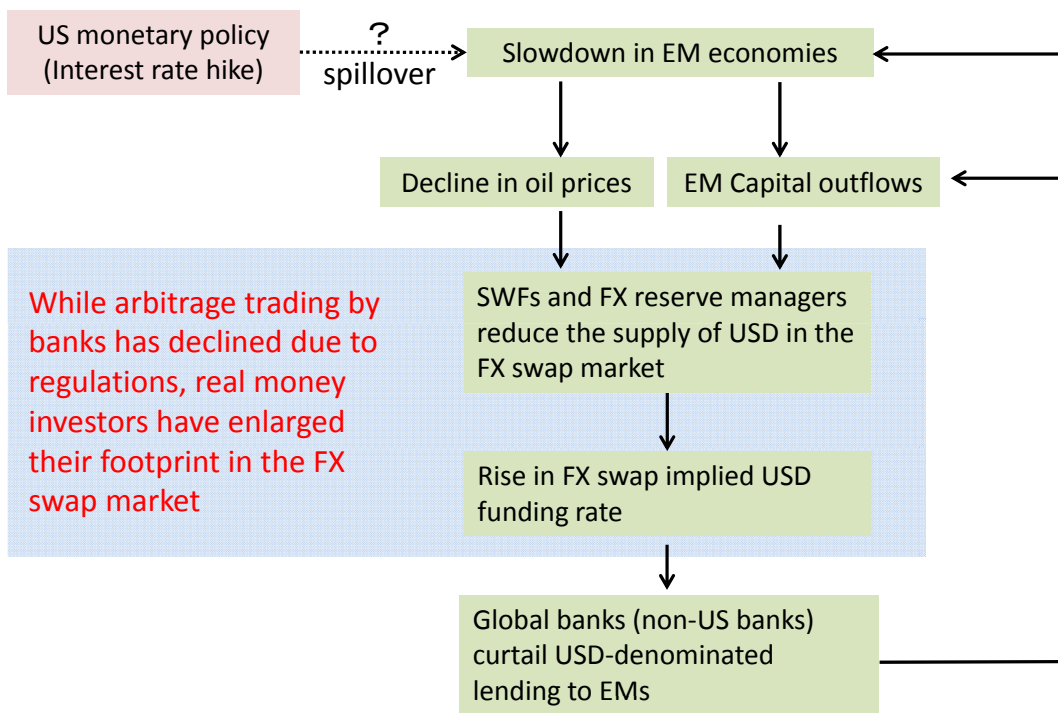 US monetary policy
(Interest rate hike)
?
spillover
Slowdown in EM economies
Decline in oil prices
EM Capital outflows
While arbitrage trading by
banks has declined due to
regulations, real money
investors have enlarged
their footprint in the FX
swap market
SWFs and FX reserve managers
reduce the supply of USD in the
FX swap market
Rise in FX swap implied USD
funding rate
Global banks (non-US banks)
curtail USD-denominated
lending to EMs